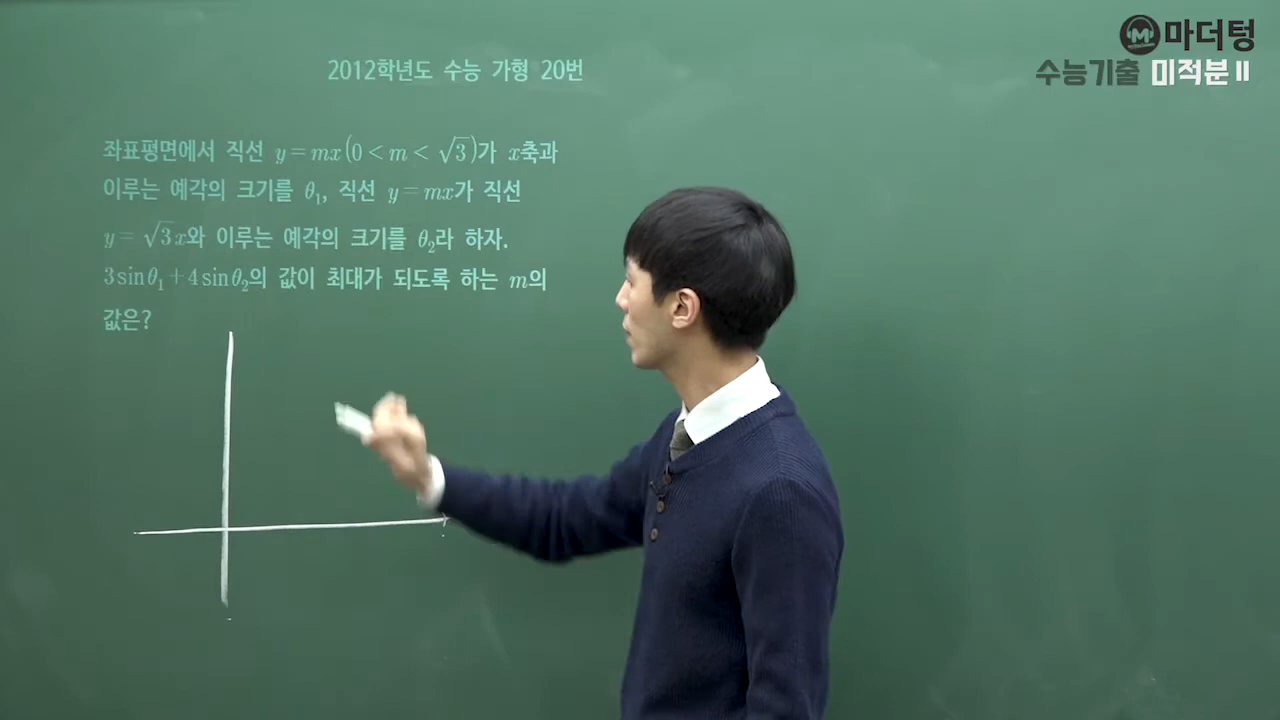 마더텅
수능기출 미적분 II
2012학년도 수능 가형 20번
좌표평면에서 직선 y=mx(0<m<√3)가 x축과
이루는 예각의 크기를 θ₁, 직선 y=mx가 직선
y=√3x와 이루는 예각의 크기를 θ₂라 하자.
3sinθ₁+4sinθ₂의 값이 최대가 되도록 하는 m의
값은?